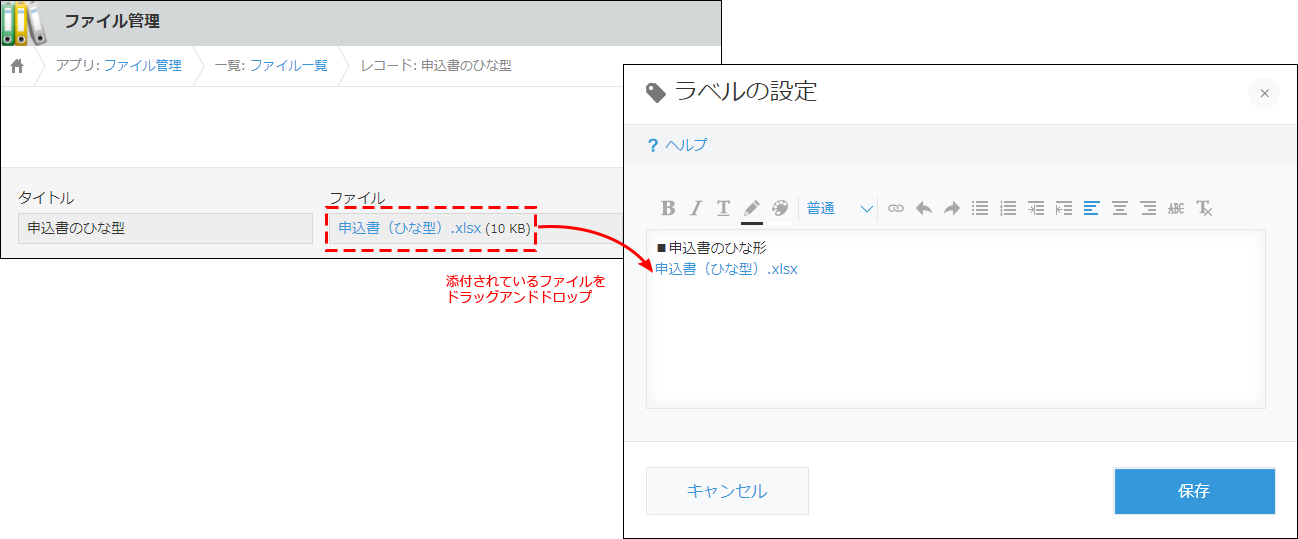 ファイル管理
アプリ: ファイル管理 一覧: ファイル一覧 レコード: 申込書のひな型
タイトル ファイル
申込書のひな型 申込書（ひな型）.xlsx (10 KB)
添付されているファイルを
ドラッグアンドドロップ
ラベルの設定 ×
? ヘルプ
B I T 普通 ABC T
■申込書のひな形
申込書（ひな型）.xlsx
キャンセル 保存